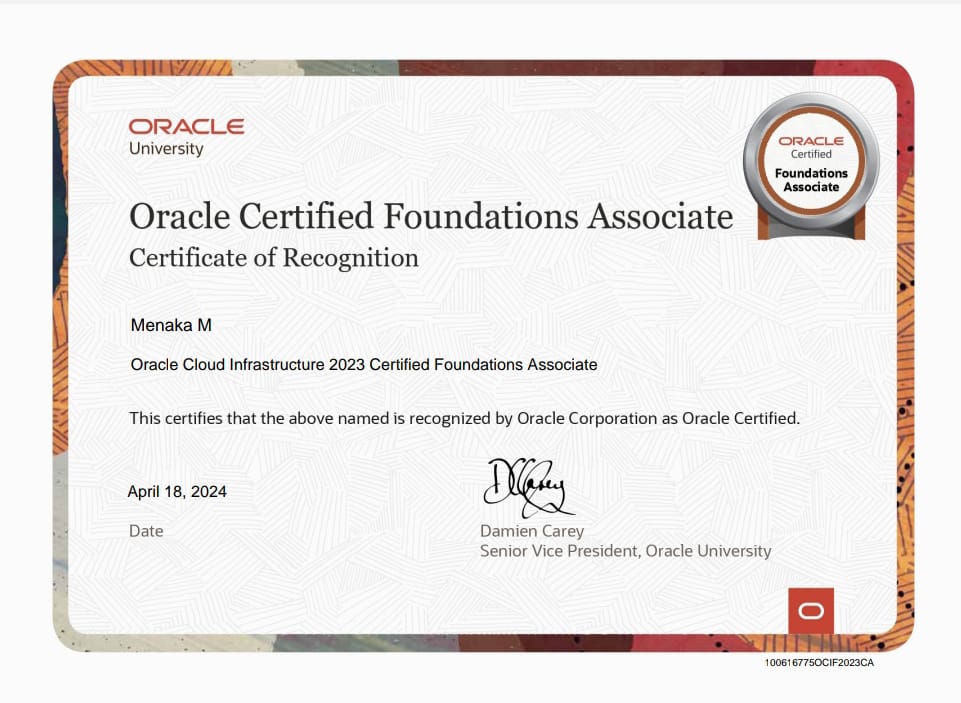 ORACLE
University
ORACLE
Certified
Foundations
Associate
Oracle Certified Foundations Associate
Certificate of Recognition
Menaka M
Oracle Cloud Infrastructure 2023 Certified Foundations Associate
This certifies that the above named is recognized by Oracle Corporation as Oracle Certified.
April 18, 2024
Date
Damien Carey
Senior Vice President, Oracle University
100616775OCIF2023CA